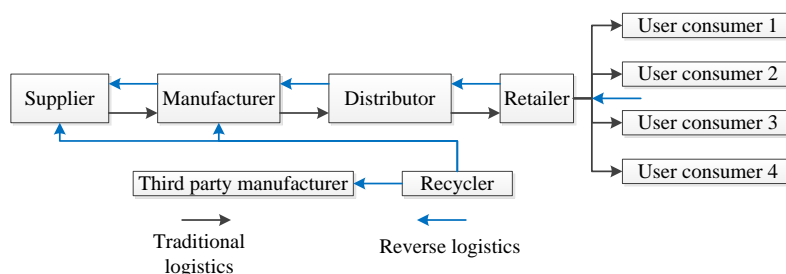 User consumer 1
User consumer 2
Supplier
Manufacturer
Distributor
Retailer
User consumer 3
User consumer 4
Third party manufacturer
Recycler
Traditional
logistics
Reverse logistics